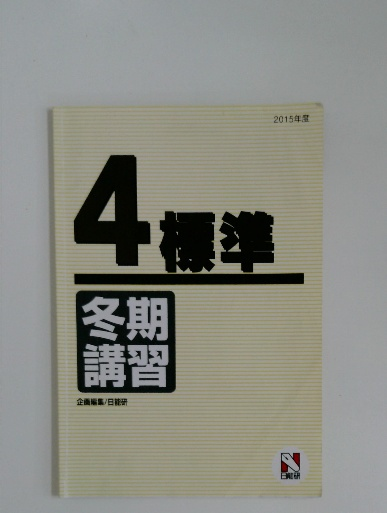 2015年度
4 標準
冬期
講習
企画編集/日能研
N
日能研